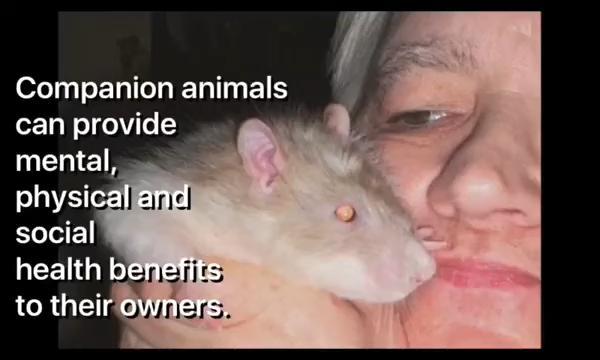 Companion animals
can provide
mental,
physical and
social
health benefits
to their owners.